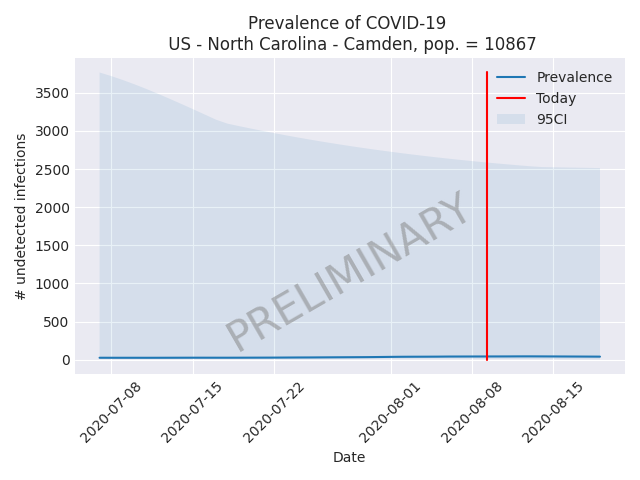 Prevalence of COVID-19
US - North Carolina - Camden, pop. = 10867
Prevalence
Today
95CI
3500
3000
2500
2000
1500
1000
500
0
# undetected infections
PRELIMINARY
2020-07-08
2020-07-15
2020-07-22
2020-08-01
2020-08-08
2020-08-15
Date